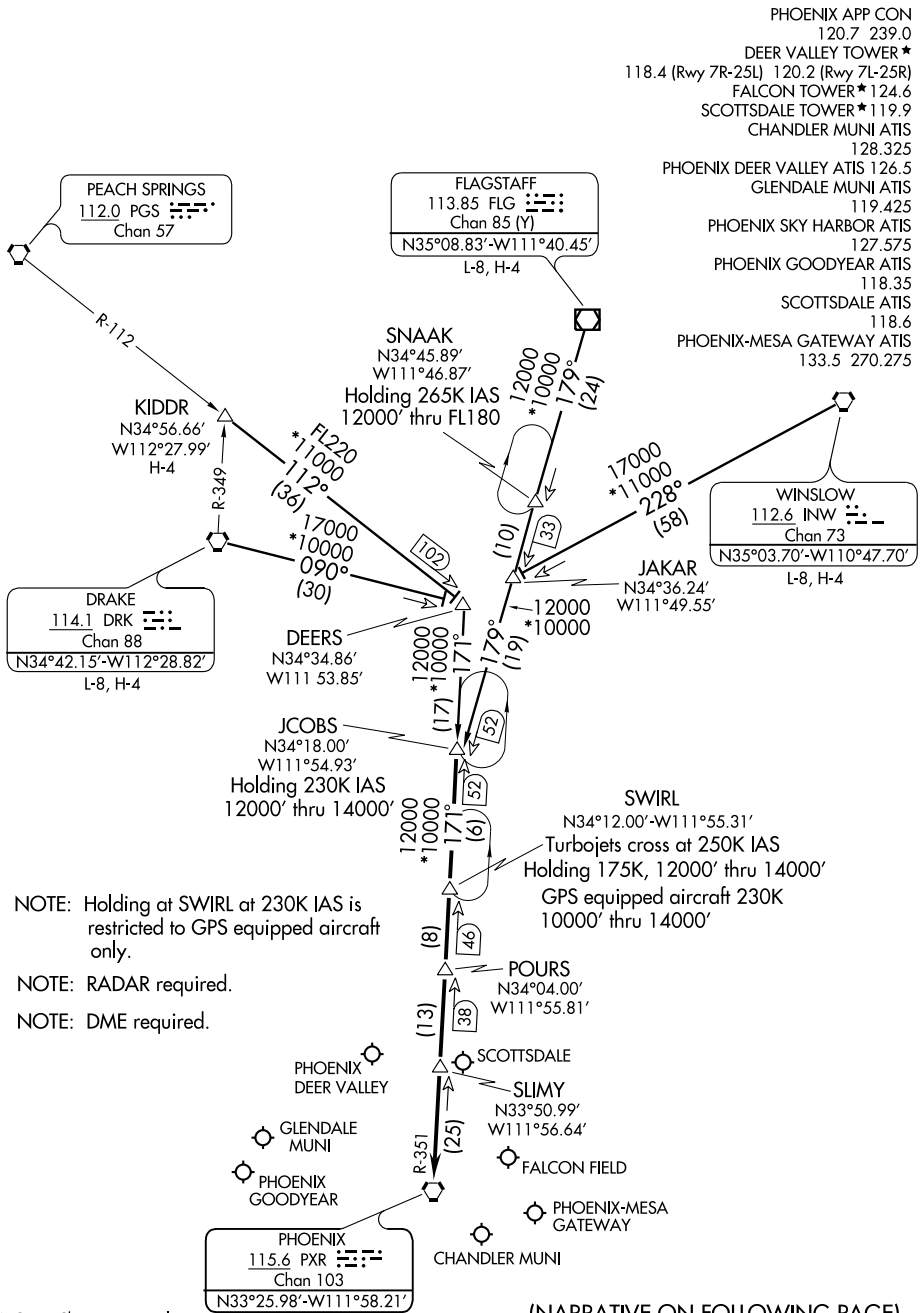 PHOENIX APP CON
120.7 239.0
DEER VALLEY TOWER★
118.4 (Rwy 7R-25L) 120.2 (Rwy 7L-25R)
FALCON TOWER★124.6
SCOTTSDALE TOWER★119.9
CHANDLER MUNI ATIS
128.325
PHOENIX DEER VALLEY ATIS 126.5
GLENDALE MUNI ATIS
119.425
PHOENIX SKY HARBOR ATIS
127.575
PHOENIX GOODYEAR ATIS
118.35
SCOTTSDALE ATIS
118.6
PHOENIX-MESA GATEWAY ATIS
133.5 270.275
PEACH SPRINGS
112.0 PGS
Chan 57
FLAGSTAFF
113.85 FLG
Chan 85 (Y)
N35°08.83'-W111°40.45'
L-8, H-4
R-112
SNAAK
N34°45.89'
W111°46.87'
Holding 265K IAS
12000' thru FL180
12000
*10000
179°
(24)
KIDDR
N34°56.66'
W112°27.99'
H-4
R-349
FL220
*11000
112°
(36)
102
17000
*10000
090°
(30)
17000
*11000
228°
(58)
WINSLOW
112.6 INW
Chan 73
N35°03.70'-W110°47.70'
L-8, H-4
(10)
33
JAKAR
N34°36.24'
W111°49.55'
DRAKE
114.1 DRK
Chan 88
N34°42.15'-W112°28.82'
L-8, H-4
DEERS
N34°34.86'
W111 53.85'
12000
*10000
171°
(17)
12000
*10000
179°
(19)
52
JCOBS
N34°18.00'
W111°54.93'
Holding 230K IAS
12000' thru 14000'
52
12000
*10000
171°
(6)
SWIRL
N34°12.00'-W111°55.31'
Turbojets cross at 250K IAS
Holding 175K, 12000' thru 14000'
GPS equipped aircraft 230K
10000' thru 14000'
NOTE: Holding at SWIRL at 230K IAS is
restricted to GPS equipped aircraft
only.
NOTE: RADAR required.
NOTE: DME required.
(8)
46
POURS
N34°04.00'
W111°55.81'
(13)
38
PHOENIX
DEER VALLEY
SCOTTSDALE
SLIMY
N33°50.99'
W111°56.64'
GLENDALE
MUNI
R-351
(25)
PHOENIX
GOODYEAR
FALCON FIELD
PHOENIX-MESA
GATEWAY
CHANDLER MUNI
PHOENIX
115.6 PXR
Chan 103
N33°25.98'-W111°58.21'
(NARRATIVE ON FOLLOWING PAGE)